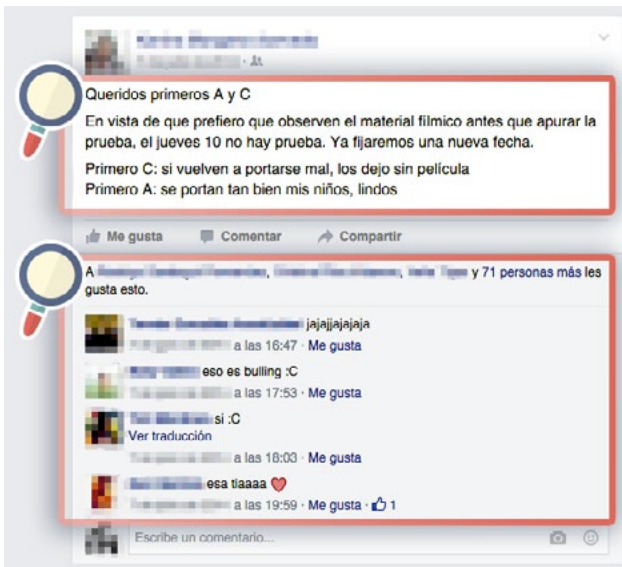 Queridos primeros A y C
En vista de que prefiero que observen el material fílmico antes que apurar la
prueba, el jueves 10 no hay prueba. Ya fijaremos una nueva fecha.
Primero C: si vuelven a portarse mal, los dejo sin película
Primero A: se portan tan bien mis niños, lindos
Me gusta Comentar Compartir
A y 71 personas más les
gusta esto.
jajajjajajaja
a las 16:47 · Me gusta
eso es bulling :C
a las 17:53 · Me gusta
si :C
Ver traducción
a las 18:03 · Me gusta
esa tiaaaa
a las 19:59 · Me gusta · 1
Escribe un comentario...